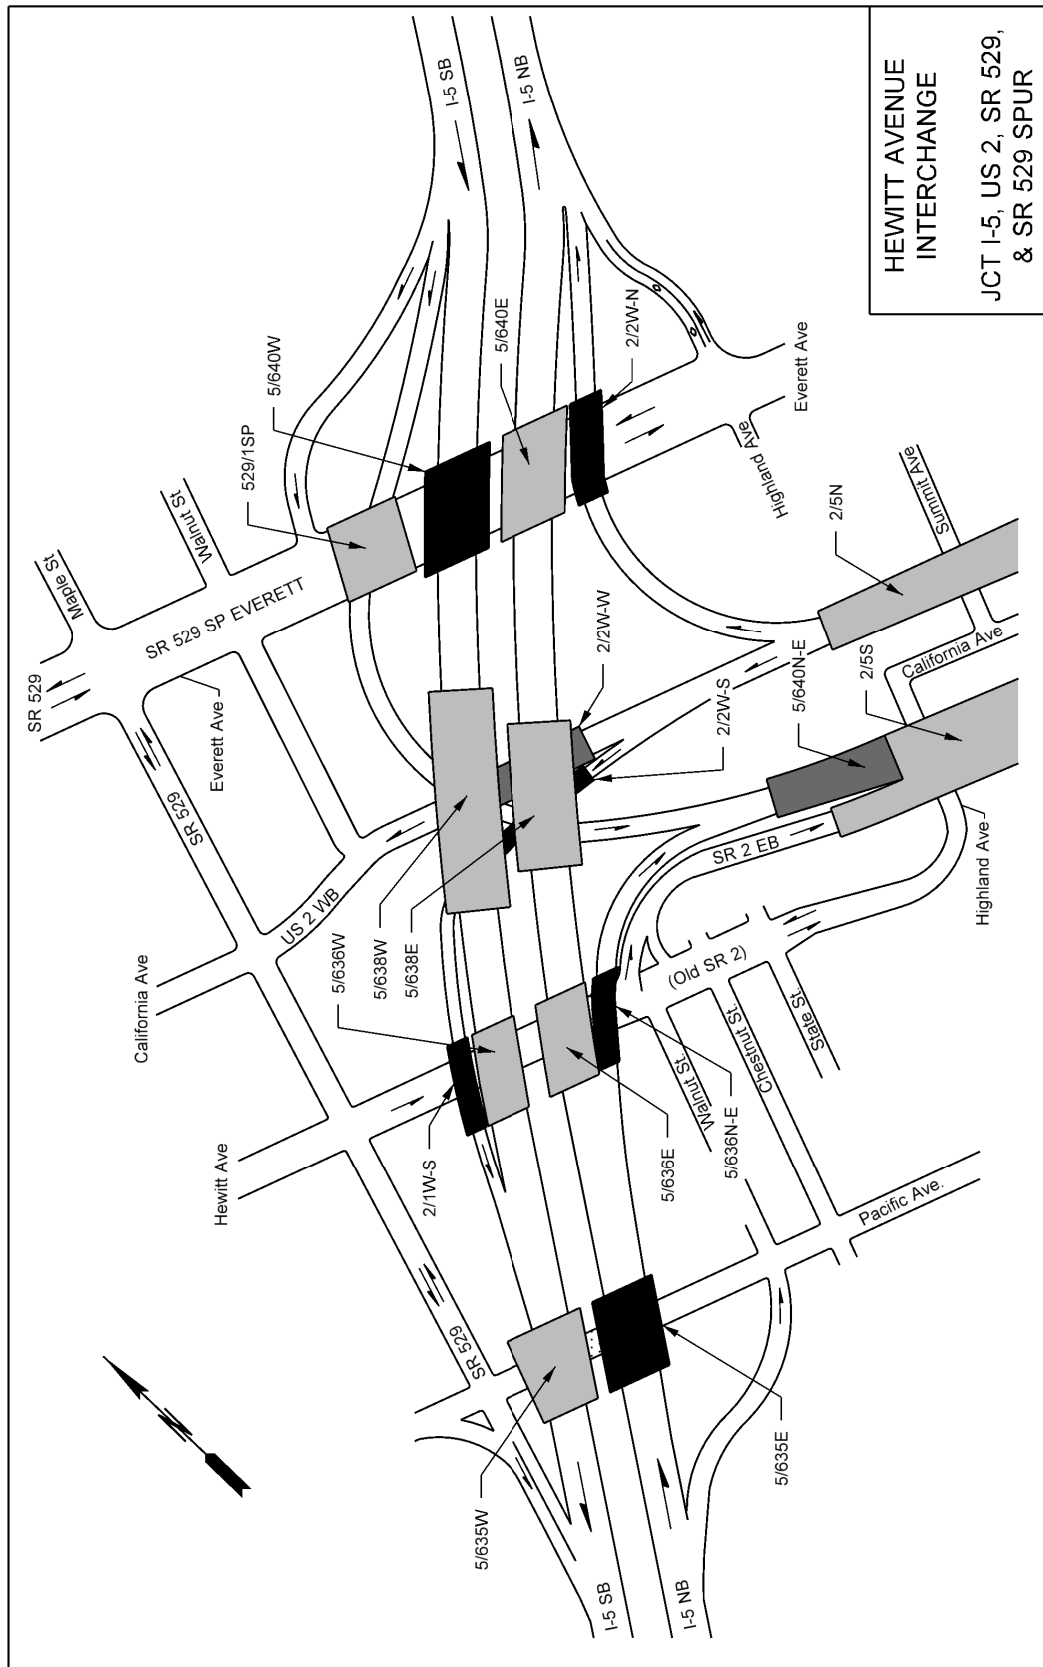 HEWITT AVENUE
INTERCHANGE
JCT I-5, US 2, SR 529,
& SR 529 SPUR
I-5 SB
I-5 NB
5/640W
5/640E
2/2W-N
529/1SP
Everett Ave
Highland Ave
Walnut St
Maple St
SR 529 SP EVERETT
SR 529
Everett Ave
SR 529
2/2W-W
2/2W-S
2/5N
Summit Ave
California Ave
2/5S
5/640N-E
SR 2 EB
Highland Ave
US 2 WB
California Ave
5/636W
5/638W
5/638E
(Old SR 2)
State St.
Chestnut St.
Walnut St.
5/636N-E
5/636E
2/1W-S
Hewitt Ave
Pacific Ave.
SR 529
N
5/635W
5/635E
I-5 SB
I-5 NB